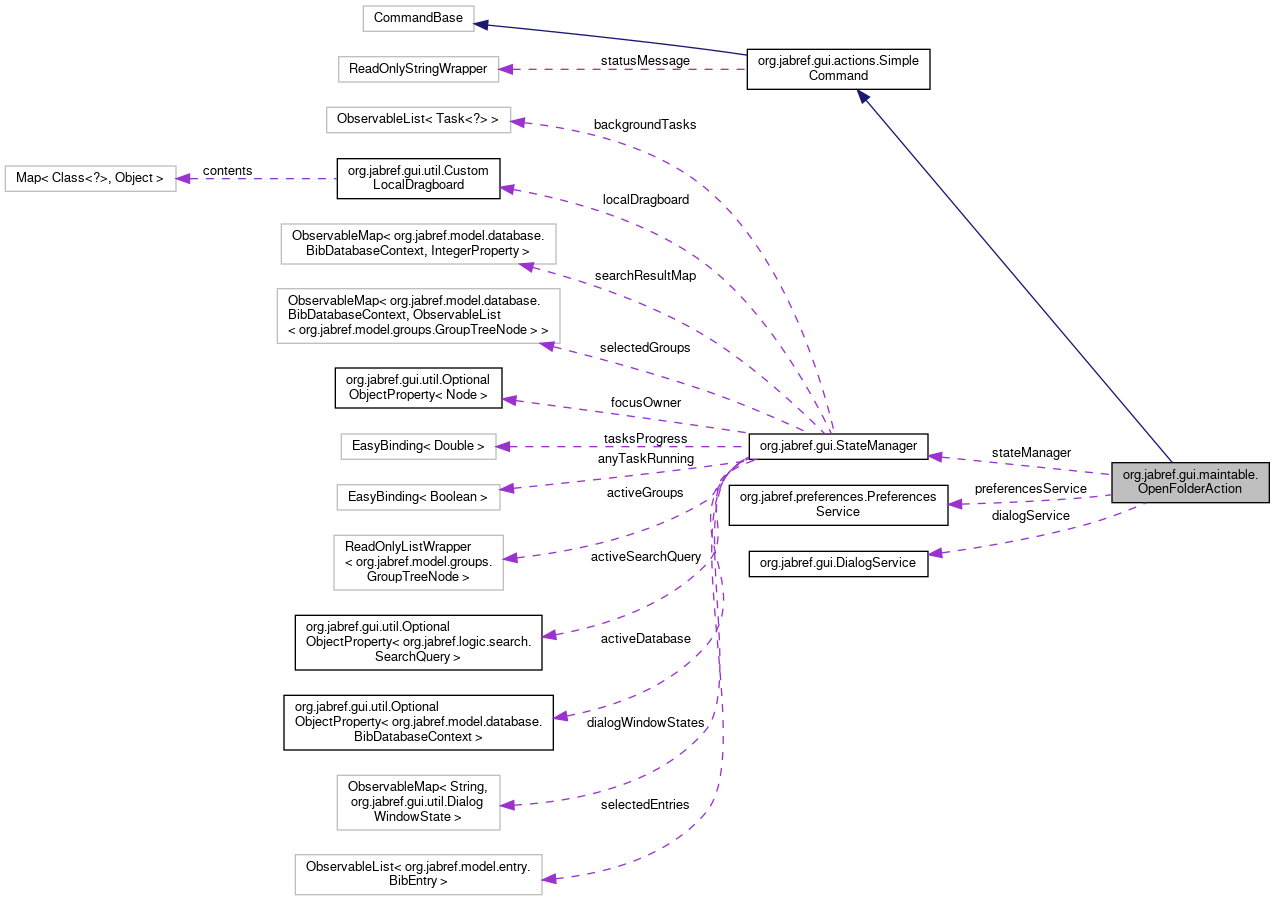 CommandBase
org.jabref.gui.actions.Simple
Command
statusMessage
ReadOnlyStringWrapper
ObservableList< Task<?> >
backgroundTasks
Map< Class<?>, Object >
contents
org.jabref.gui.util.Custom
LocalDragboard
localDragboard
ObservableMap< org.jabref.model.database.
BibDatabaseContext, IntegerProperty >
searchResultMap
ObservableMap< org.jabref.model.database.
BibDatabaseContext, ObservableList
< org.jabref.model.groups.GroupTreeNode > >
selectedGroups
org.jabref.gui.util.Optional
ObjectProperty< Node >
focusOwner
EasyBinding< Double >
tasksProgress
org.jabref.gui.StateManager
stateManager
anyTaskRunning
EasyBinding< Boolean >
activeGroups
org.jabref.preferences.Preferences
Service
preferencesService
org.jabref.gui.maintable.
OpenFolderAction
dialogService
ReadOnlyListWrapper
< org.jabref.model.groups.
GroupTreeNode >
activeSearchQuery
org.jabref.gui.DialogService
org.jabref.gui.util.Optional
ObjectProperty< org.jabref.logic.search.
SearchQuery >
activeDatabase
org.jabref.gui.util.Optional
ObjectProperty< org.jabref.model.database.
BibDatabaseContext >
dialogWindowStates
ObservableMap< String,
org.jabref.gui.util.Dialog
WindowState >
selectedEntries
ObservableList< org.jabref.model.entry.
BibEntry >